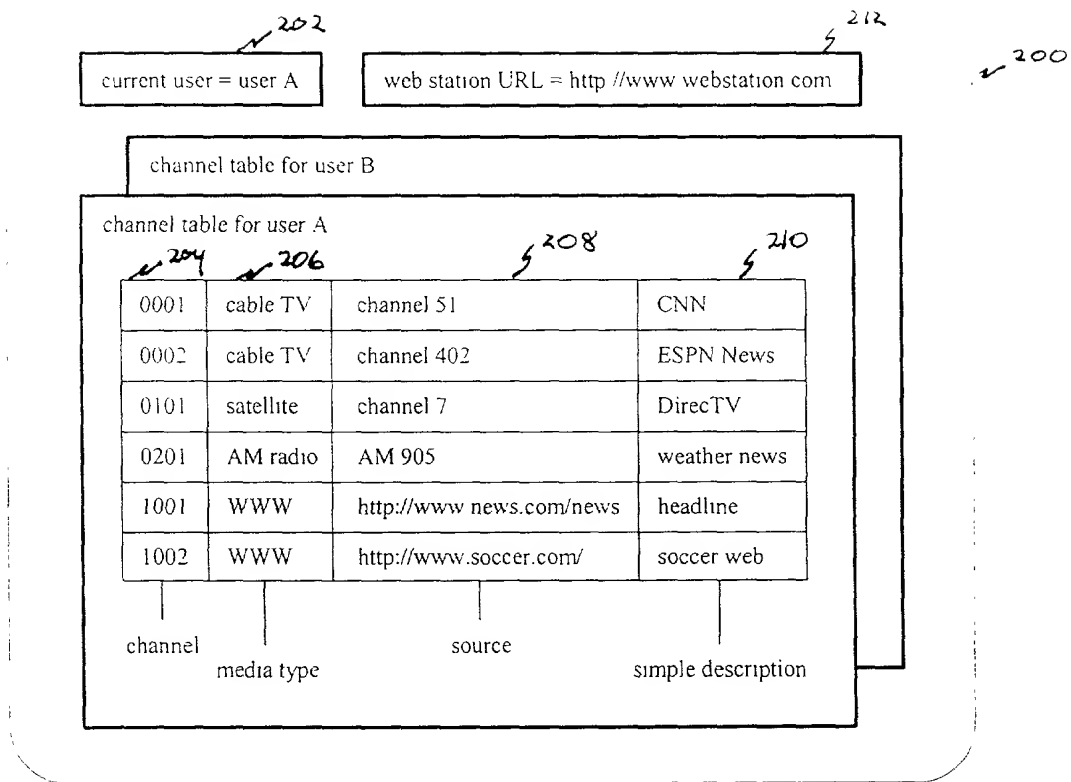 202
212
200
current user = user A
web station URL = http //www webstation com
channel table for user B
channel table for user A
204 206 208 210
0001 cable TV channel 51 CNN
0002 cable TV channel 402 ESPN News
0101 satellite channel 7 DirecTV
0201 AM radio AM 905 weather news
1001 WWW http://www news.com/news headline
1002 WWW http://www.soccer.com/ soccer web
channel
media type
source
simple description